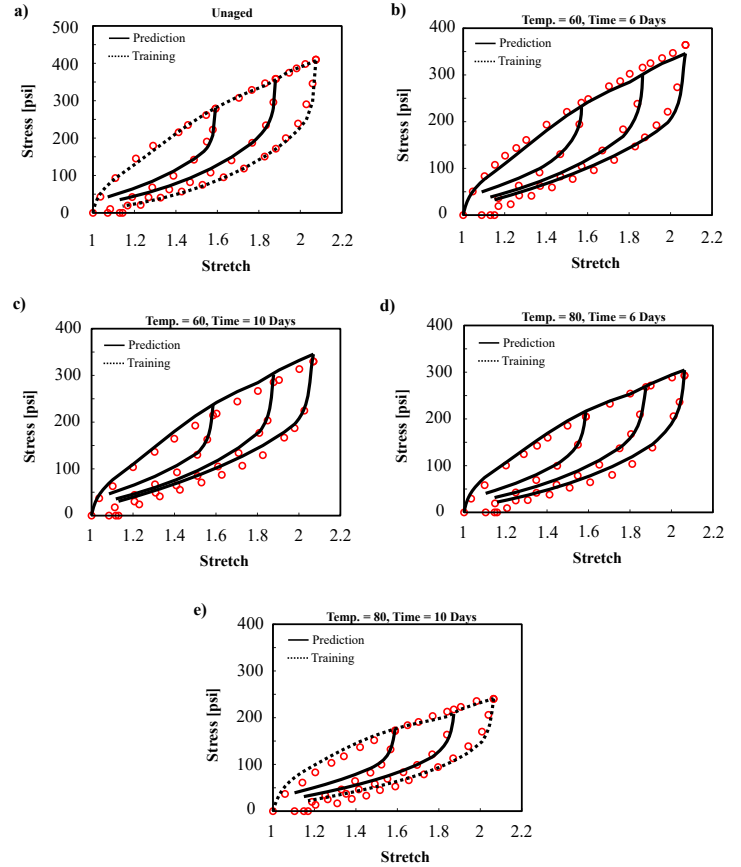 a)
Unaged
500
400
300
200
100
0
Stress [psi]
Prediction
Training
1 1.2 1.4 1.6 1.8 2 2.2
Stretch
b)
Temp. = 60, Time = 6 Days
400
300
200
100
0
Stress [psi]
Prediction
Training
1 1.2 1.4 1.6 1.8 2 2.2
Stretch
c)
Temp. = 60, Time = 10 Days
400
300
200
100
0
Stress [psi]
Prediction
Training
1 1.2 1.4 1.6 1.8 2 2.2
Stretch
d)
Temp. = 80, Time = 6 Days
400
300
200
100
0
Stress [psi]
Prediction
Training
1 1.2 1.4 1.6 1.8 2 2.2
Stretch
e)
Temp. = 80, Time = 10 Days
400
300
200
100
0
Stress [psi]
Prediction
Training
1 1.2 1.4 1.6 1.8 2 2.2
Stretch